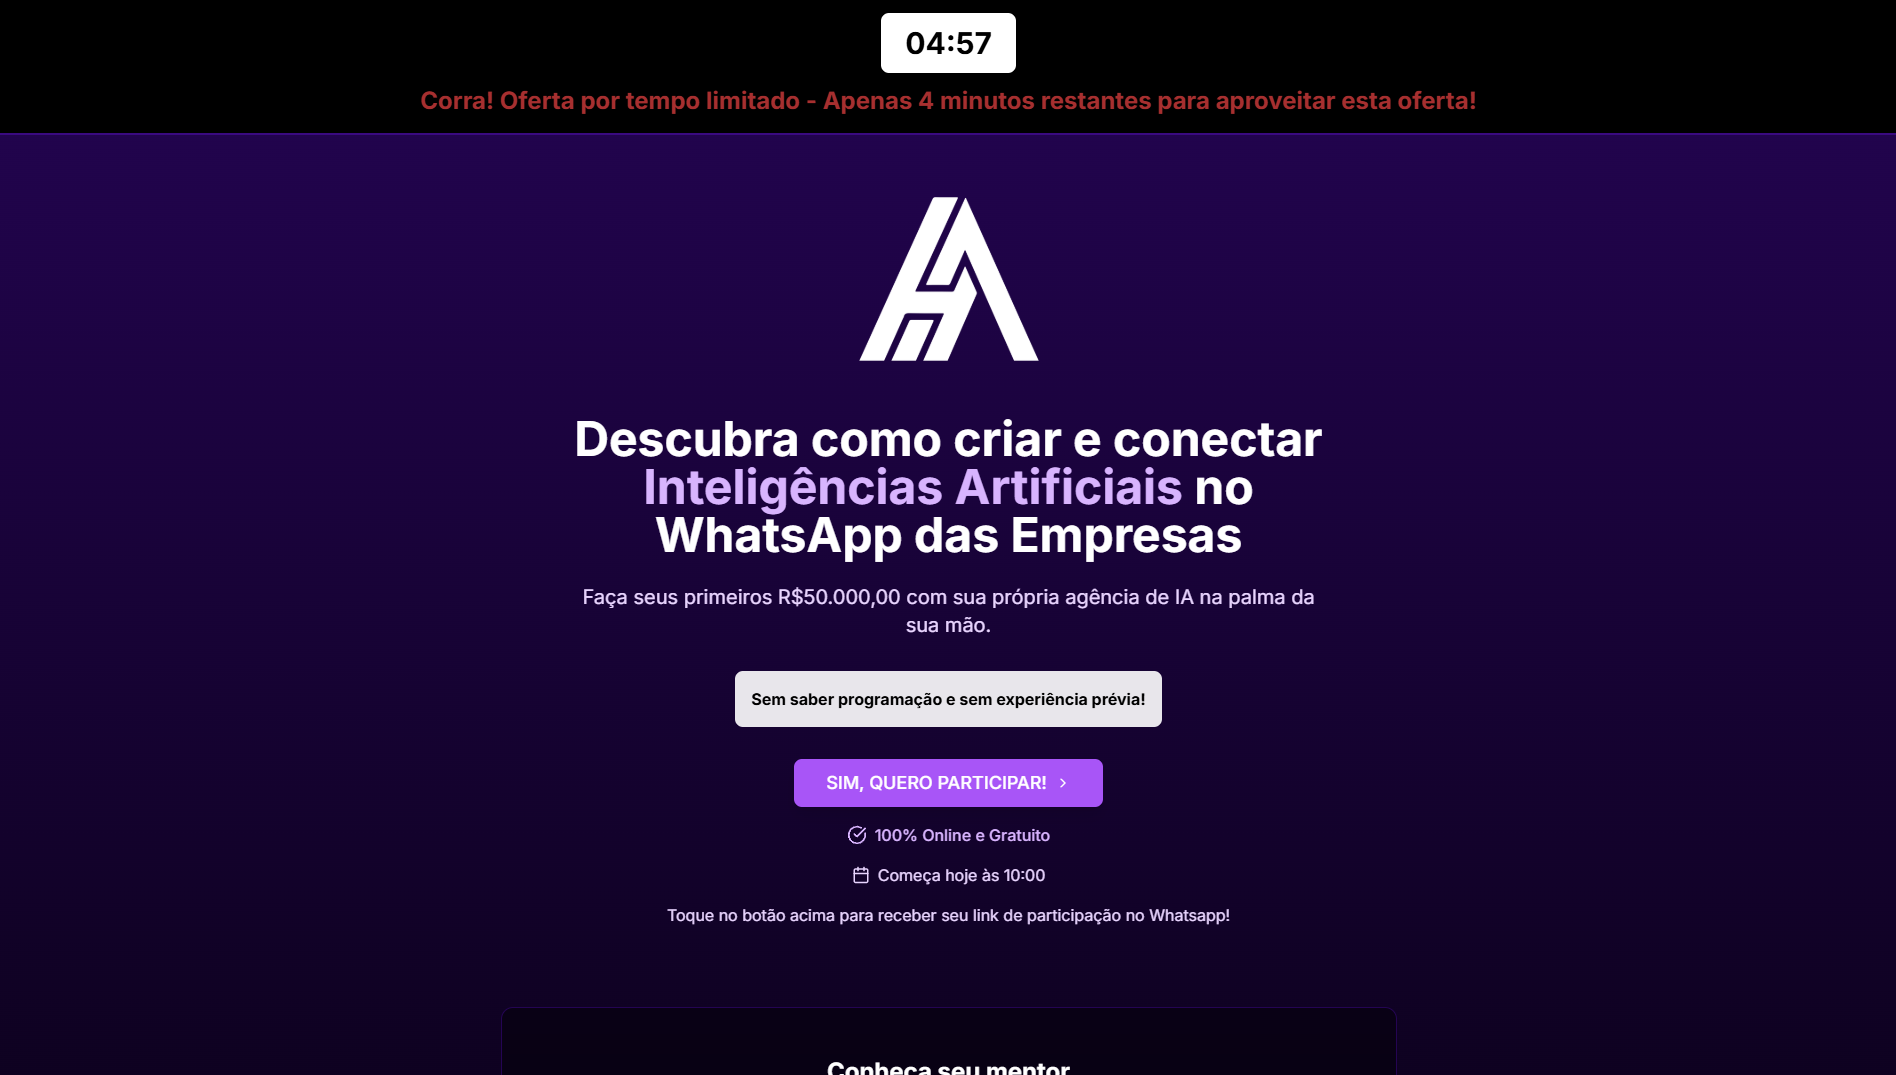 04:57
Corra! Oferta por tempo limitado - Apenas 4 minutos restantes para aproveitar esta oferta!
Descubra como criar e conectar
Inteligências Artificiais no
WhatsApp das Empresas
Faça seus primeiros R$50.000,00 com sua própria agência de IA na palma da
sua mão.
Sem saber programação e sem experiência prévia!
SIM, QUERO PARTICIPAR!
100% Online e Gratuito
Começa hoje às 10:00
Toque no botão acima para receber seu link de participação no Whatsapp!
Conheça seu mentor